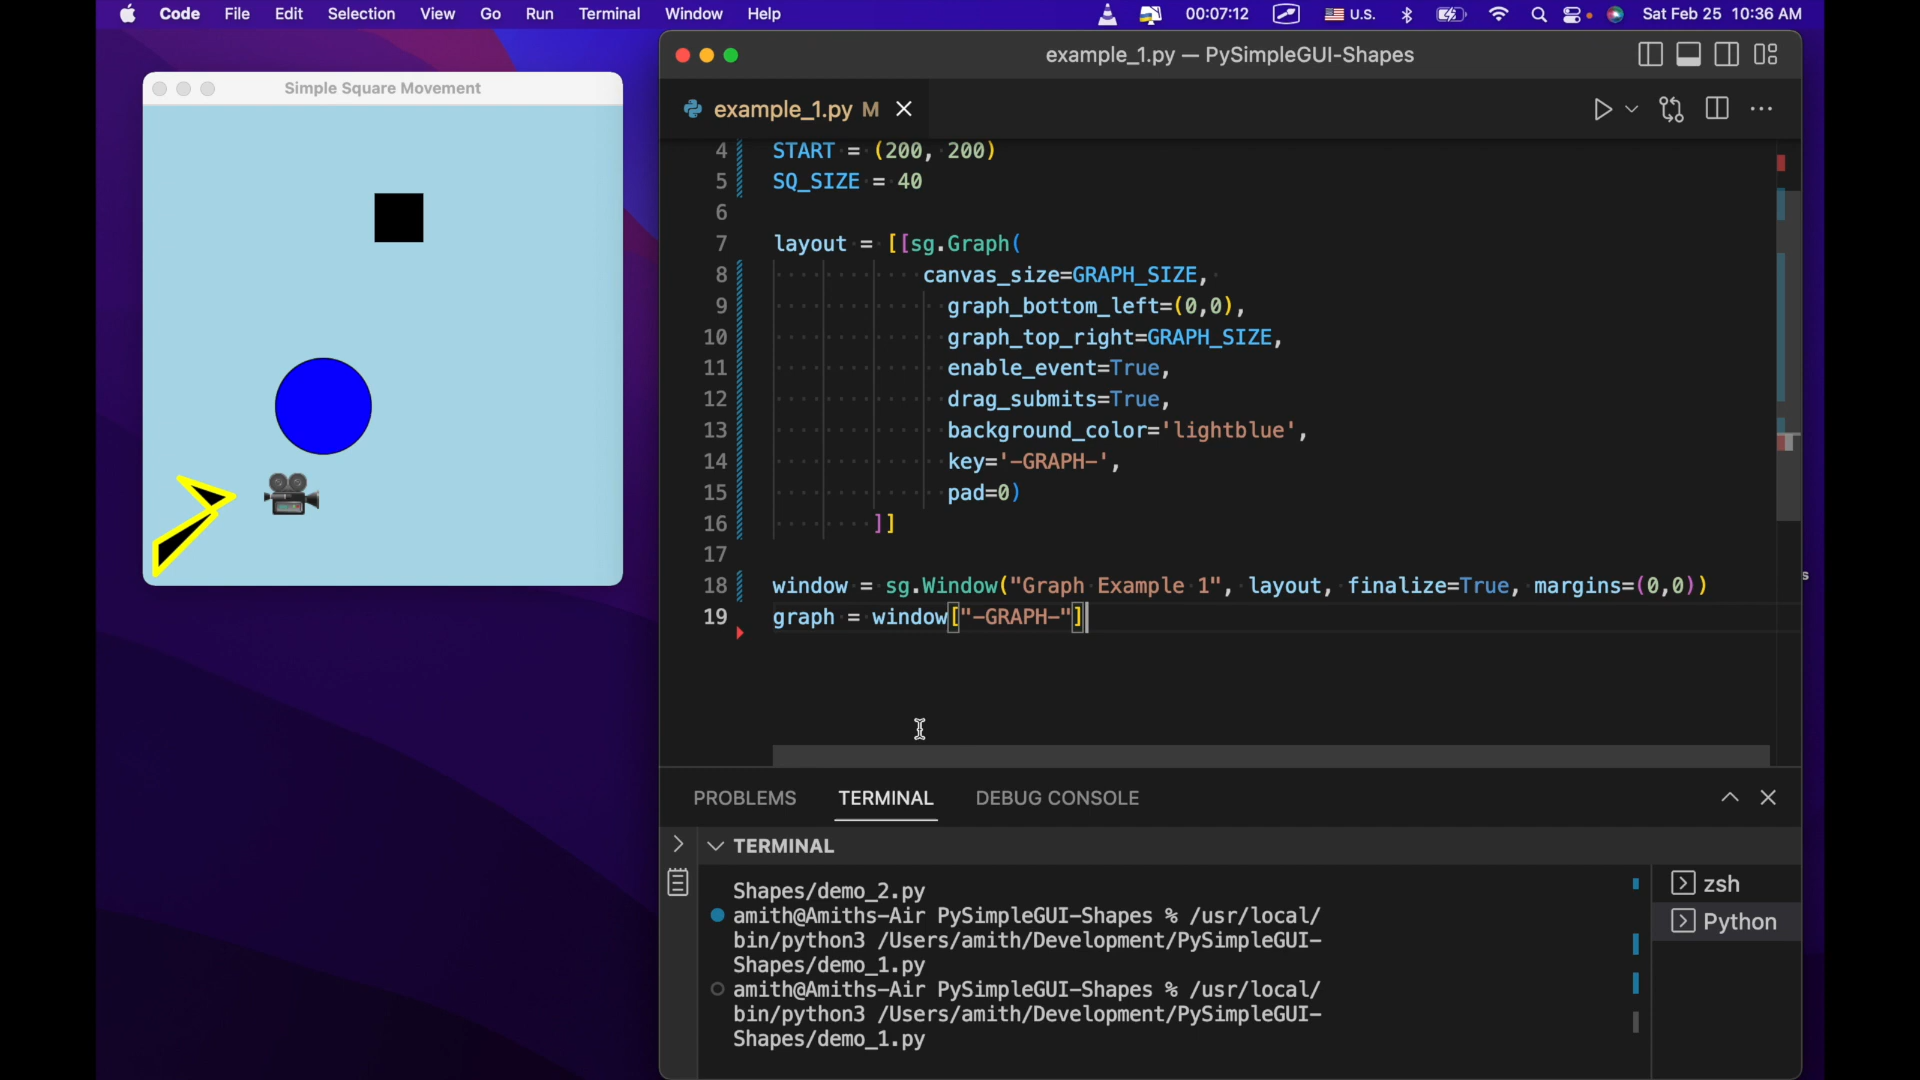 Code File Edit Selection View Go Run Terminal Window Help 00:07:12 U.S. Sat Feb 25 10:36 AM
Simple Square Movement
example_1.py — PySimpleGUI-Shapes
example_1.py M
4 START = (200, 200)
5 SQ_SIZE = 40
6
7 layout = [[sg.Graph(
8 canvas_size=GRAPH_SIZE,
9 graph_bottom_left=(0,0),
10 graph_top_right=GRAPH_SIZE,
11 enable_event=True,
12 drag_submits=True,
13 background_color='lightblue',
14 key='-GRAPH-',
15 pad=0)
16 ]]
17
18 window = sg.Window("Graph Example 1", layout, finalize=True, margins=(0,0))
19 graph = window["-GRAPH-"]
s
PROBLEMS TERMINAL DEBUG CONSOLE
TERMINAL
Shapes/demo_2.py
amith@Amiths-Air PySimpleGUI-Shapes % /usr/local/
bin/python3 /Users/amith/Development/PySimpleGUI-
Shapes/demo_1.py
amith@Amiths-Air PySimpleGUI-Shapes % /usr/local/
bin/python3 /Users/amith/Development/PySimpleGUI-
Shapes/demo_1.py
zsh
Python